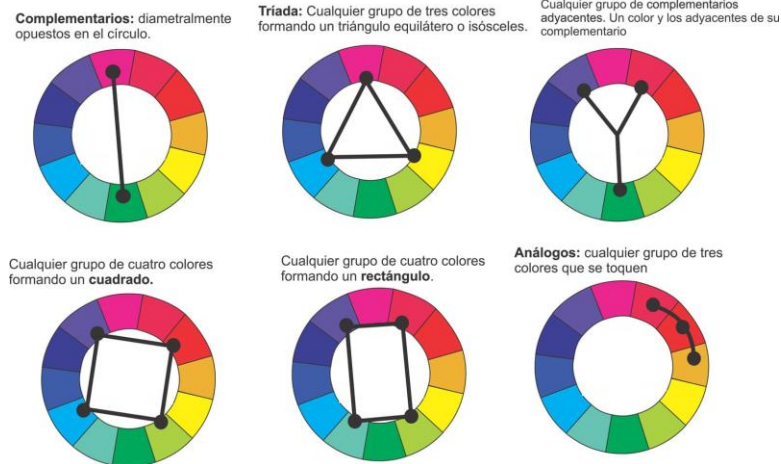 Complementarios: diametralmente
opuestos en el círculo.
Tríada: Cualquier grupo de tres colores
formando un triángulo equilátero o isósceles.
Cualquier grupo de complementarios
adyacentes. Un color y los adyacentes de su
complementario
Cualquier grupo de cuatro colores
formando un cuadrado.
Cualquier grupo de cuatro colores
formando un rectángulo.
Análogos: cualquier grupo de tres
colores que se toquen